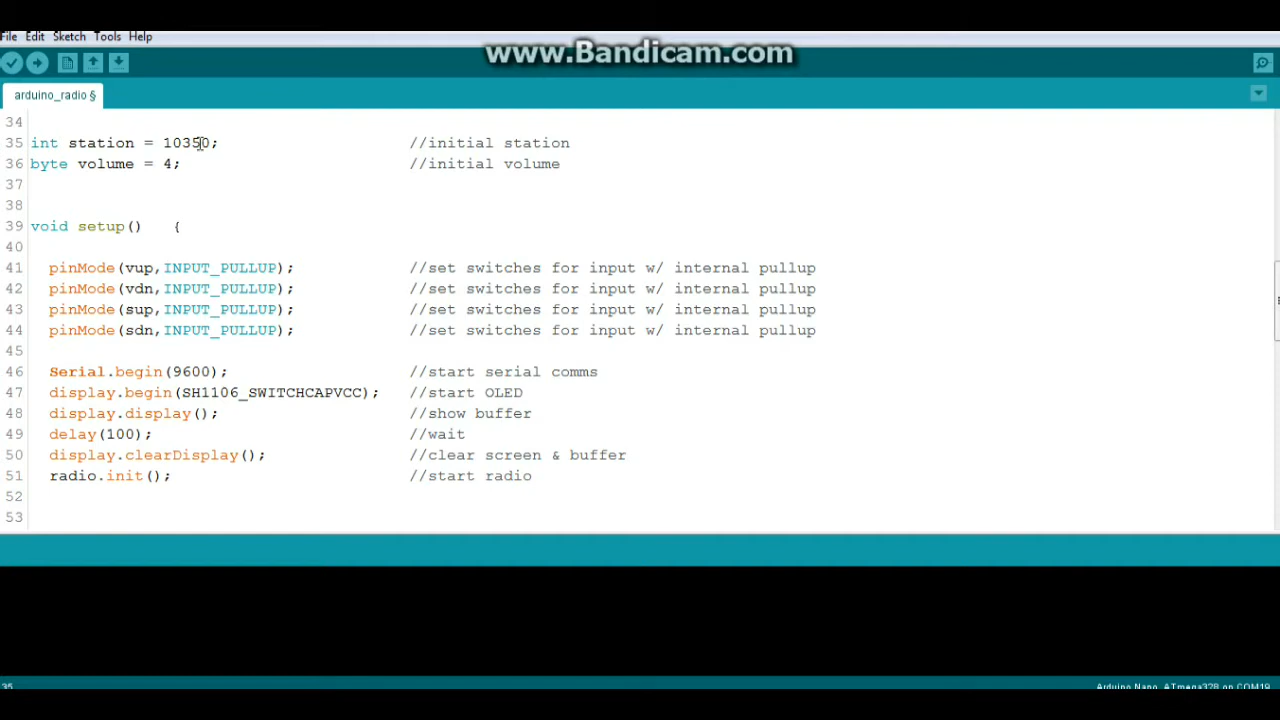 www.Bandicam.com
File Edit Sketch Tools Help
arduino_radio §
34
35 int station = 10350; //initial station
36 byte volume = 4; //initial volume
37
38
39 void setup() {
40
41 pinMode(vup,INPUT_PULLUP); //set switches for input w/ internal pullup
42 pinMode(vdn,INPUT_PULLUP); //set switches for input w/ internal pullup
43 pinMode(sup,INPUT_PULLUP); //set switches for input w/ internal pullup
44 pinMode(sdn,INPUT_PULLUP); //set switches for input w/ internal pullup
45
46 Serial.begin(9600); //start serial comms
47 display.begin(SH1106_SWITCHCAPVCC); //start OLED
48 display.display(); //show buffer
49 delay(100); //wait
50 display.clearDisplay(); //clear screen & buffer
51 radio.init(); //start radio
52
53
35 Arduino Nano, ATmega328 on COM19